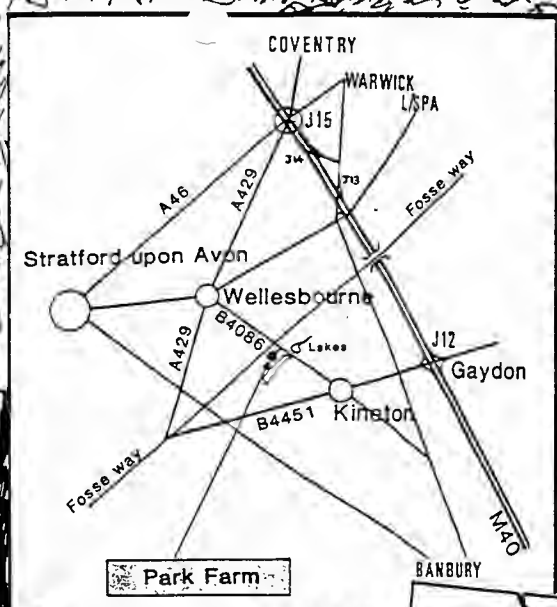 COVENTRY
WARWICK
L/SPA
J15
J14
J13
A46
A429
Fosse way
Stratford upon Avon
Wellesbourne
B4086
Lakes
A429
J12
Gaydon
Kineton
B4451
Fosse way
M40
Park Farm
BANBURY